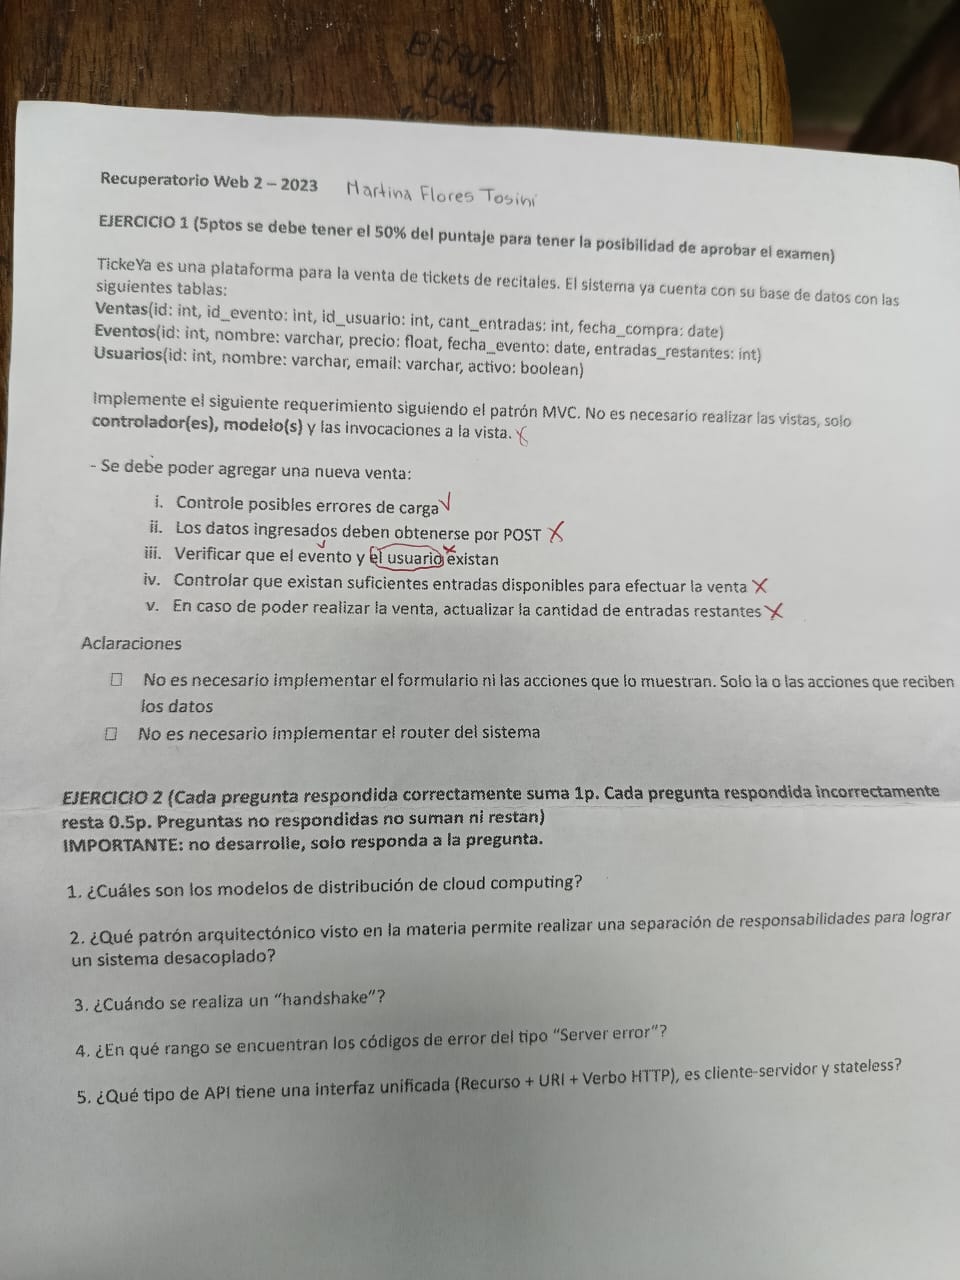 BEROTI
LUCAS
Recuperatorio Web 2 – 2023 Martina Flores Tosini
EJERCICIO 1 (5ptos se debe tener el 50% del puntaje para tener la posibilidad de aprobar el examen)
TickeYa es una plataforma para la venta de tickets de recitales. El sistema ya cuenta con su base de datos con las
siguientes tablas:
Ventas(id: int, id_evento: int, id_usuario: int, cant_entradas: int, fecha_compra: date)
Eventos(id: int, nombre: varchar, precio: float, fecha_evento: date, entradas_restantes: int)
Usuarios(id: int, nombre: varchar, email: varchar, activo: boolean)
Implemente el siguiente requerimiento siguiendo el patrón MVC. No es necesario realizar las vistas, solo
controlador(es), modelo(s) y las invocaciones a la vista.
- Se debe poder agregar una nueva venta:
i. Controle posibles errores de carga
ii. Los datos ingresados deben obtenerse por POST
iii. Verificar que el evento y el usuario existan
iv. Controlar que existan suficientes entradas disponibles para efectuar la venta
v. En caso de poder realizar la venta, actualizar la cantidad de entradas restantes
Aclaraciones
No es necesario implementar el formulario ni las acciones que lo muestran. Solo la o las acciones que reciben
los datos
No es necesario implementar el router del sistema
EJERCICIO 2 (Cada pregunta respondida correctamente suma 1p. Cada pregunta respondida incorrectamente
resta 0.5p. Preguntas no respondidas no suman ni restan)
IMPORTANTE: no desarrolle, solo responda a la pregunta.
1. ¿Cuáles son los modelos de distribución de cloud computing?
2. ¿Qué patrón arquitectónico visto en la materia permite realizar una separación de responsabilidades para lograr
un sistema desacoplado?
3. ¿Cuándo se realiza un “handshake”?
4. ¿En qué rango se encuentran los códigos de error del tipo “Server error”?
5. ¿Qué tipo de API tiene una interfaz unificada (Recurso + URI + Verbo HTTP), es cliente-servidor y stateless?